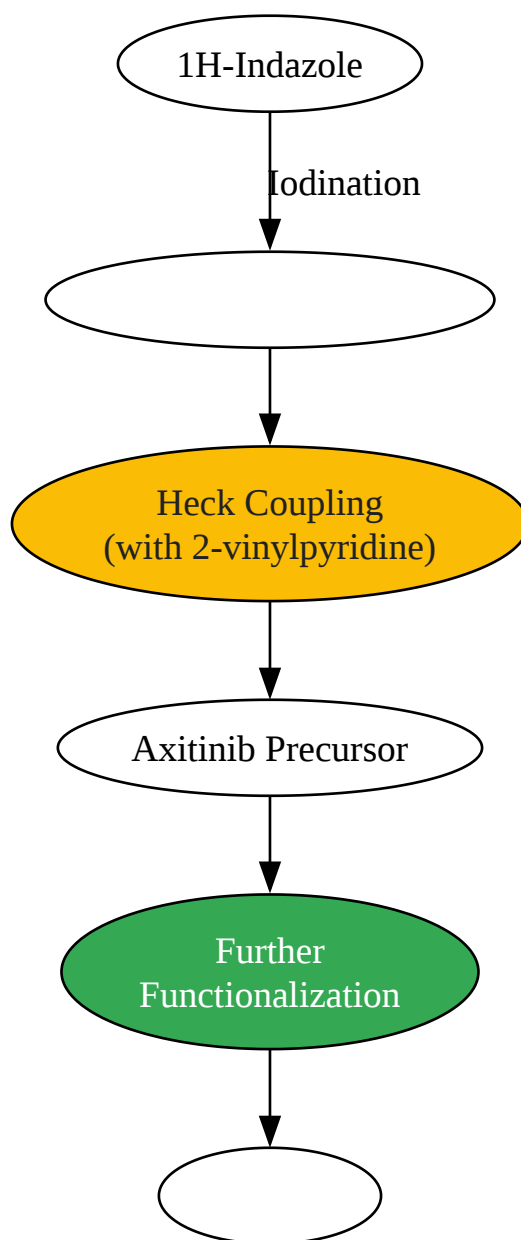 1H-Indazole
Iodination
Heck Coupling
(with 2-vinylpyridine)
Axitinib Precursor
Further
Functionalization